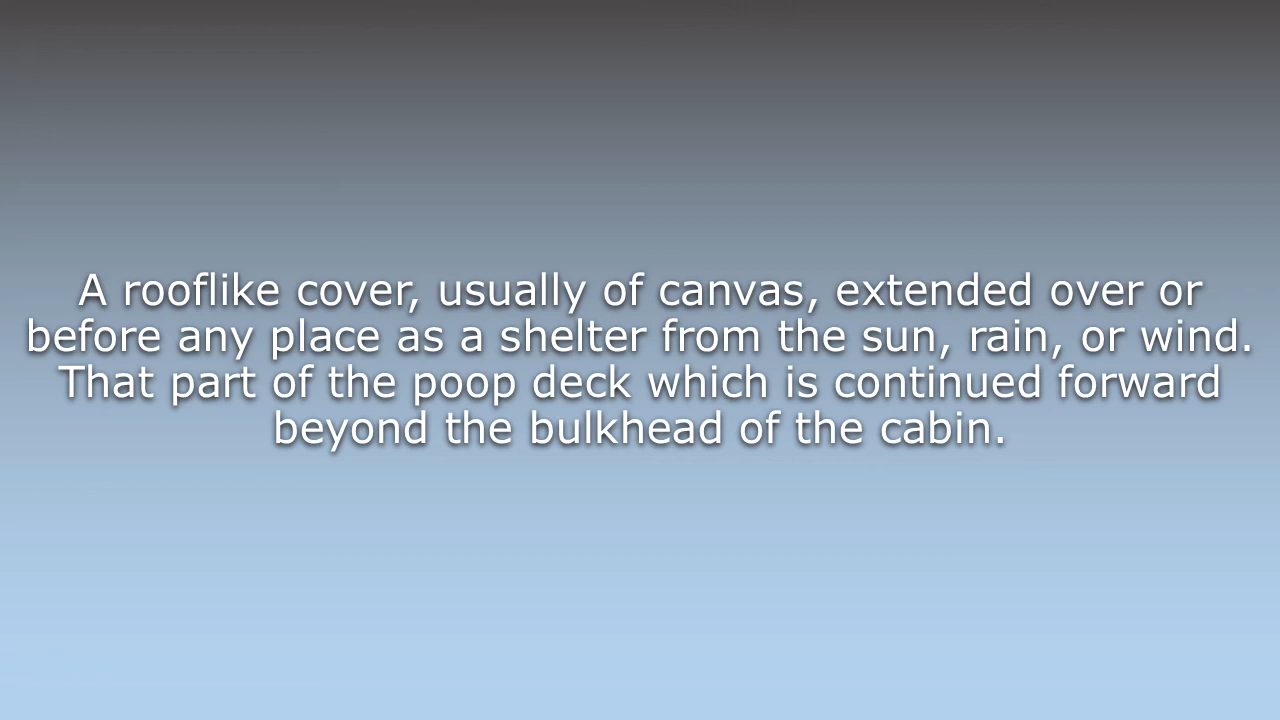 A rooflike cover, usually of canvas, extended over or
before any place as a shelter from the sun, rain, or wind.
That part of the poop deck which is continued forward
beyond the bulkhead of the cabin.